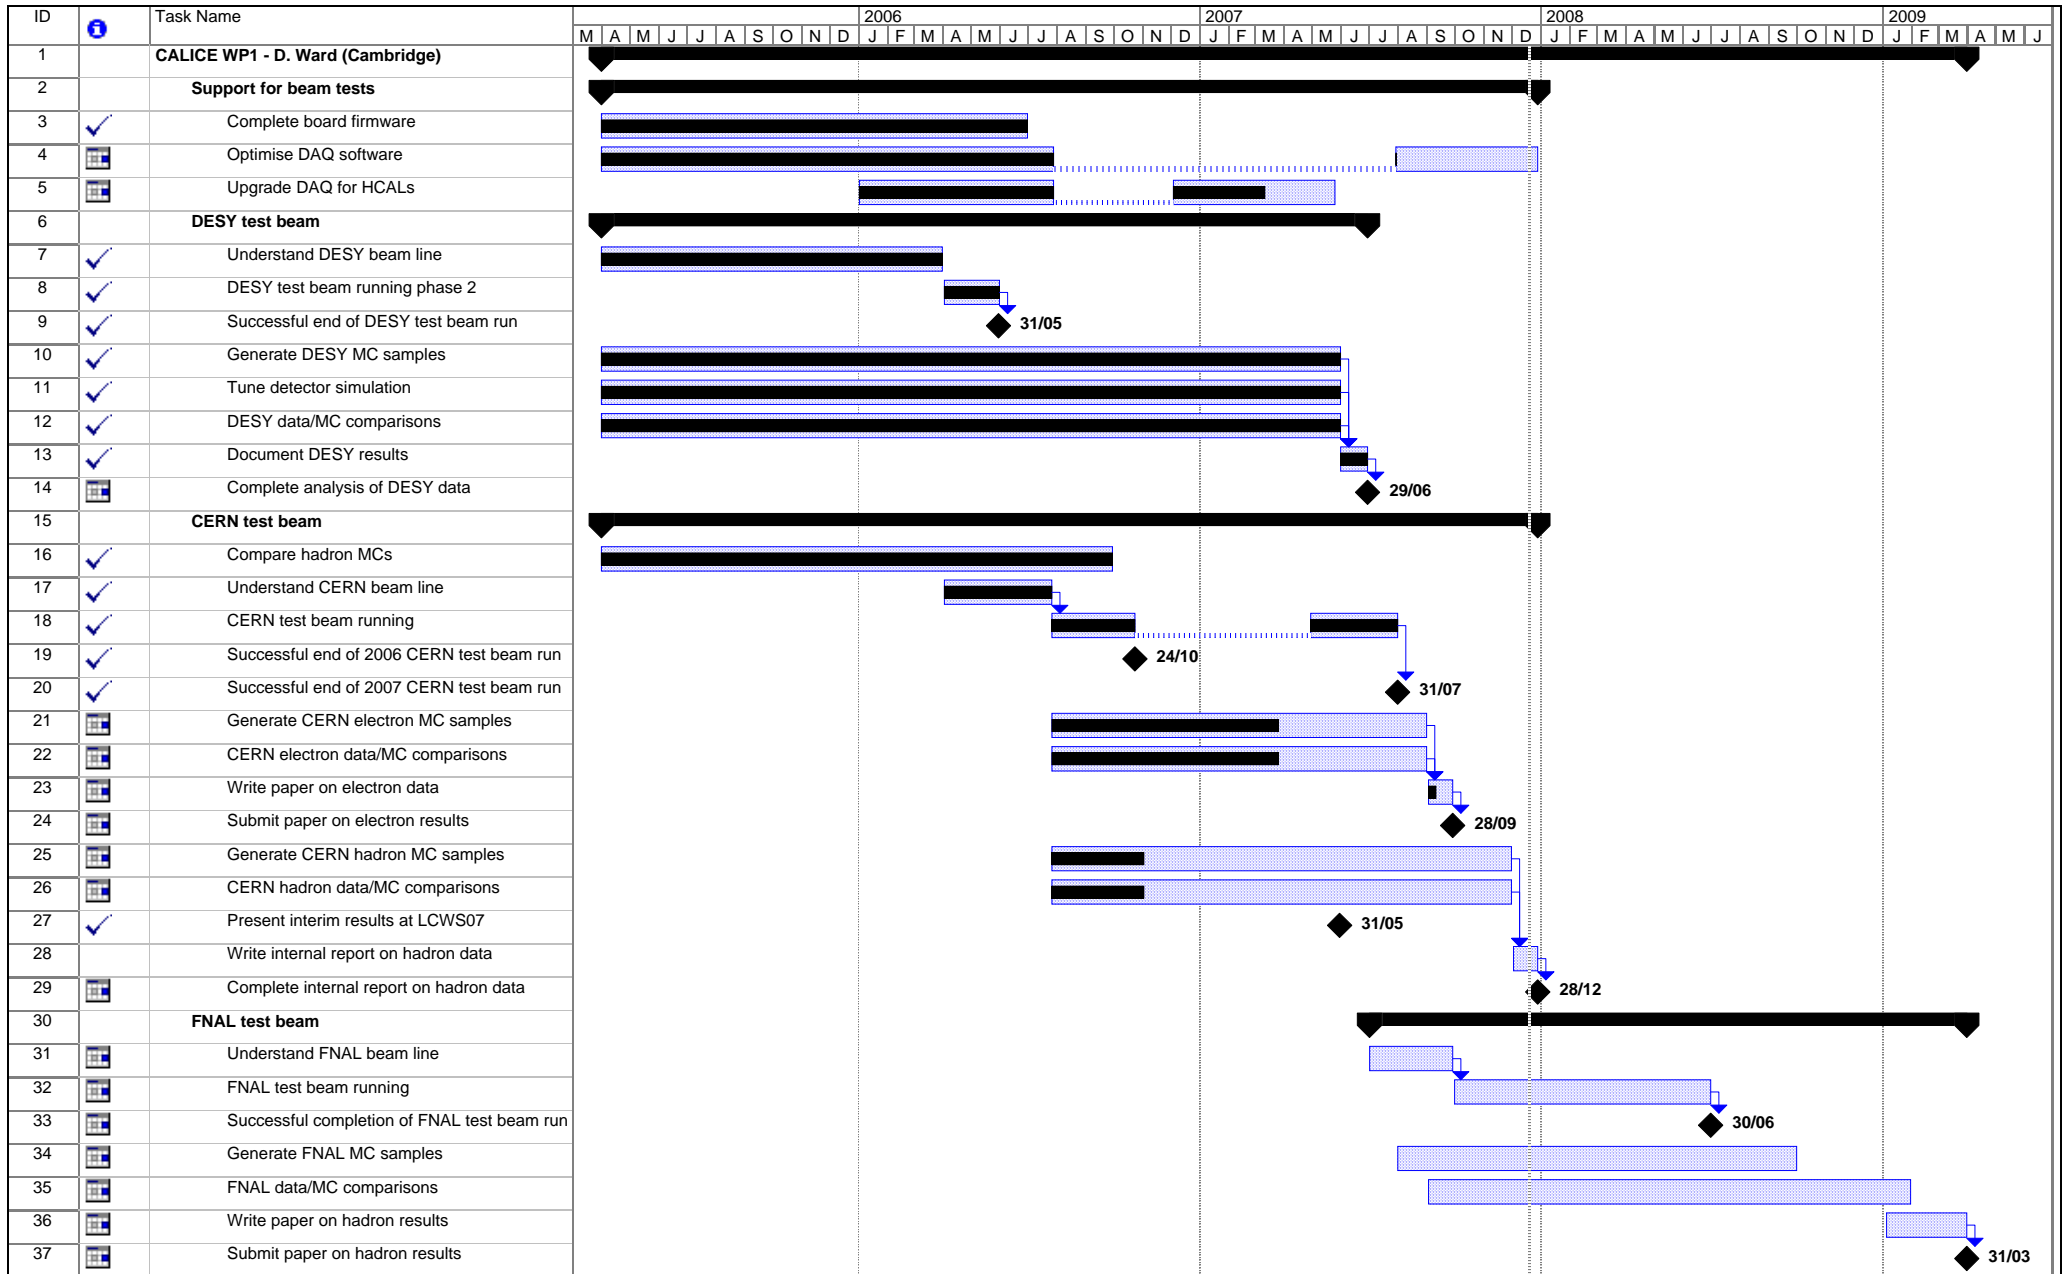 ID Task Name 2006 2007 2008 2009
M A M J J A S O N D J F M A M J J A S O N D J F M A M J J A S O N D J F M A M J J A S O N D J F M A M J
1 CALICE WP1 - D. Ward (Cambridge)
2 Support for beam tests
3 Complete board firmware
4 Optimise DAQ software
5 Upgrade DAQ for HCALs
6 DESY test beam
7 Understand DESY beam line
8 DESY test beam running phase 2
9 Successful end of DESY test beam run 31/05
10 Generate DESY MC samples
11 Tune detector simulation
12 DESY data/MC comparisons
13 Document DESY results
14 Complete analysis of DESY data 29/06
15 CERN test beam
16 Compare hadron MCs
17 Understand CERN beam line
18 CERN test beam running
19 Successful end of 2006 CERN test beam run 24/10
20 Successful end of 2007 CERN test beam run 31/07
21 Generate CERN electron MC samples
22 CERN electron data/MC comparisons
23 Write paper on electron data
24 Submit paper on electron results 28/09
25 Generate CERN hadron MC samples
26 CERN hadron data/MC comparisons
27 Present interim results at LCWS07 31/05
28 Write internal report on hadron data
29 Complete internal report on hadron data 28/12
30 FNAL test beam
31 Understand FNAL beam line
32 FNAL test beam running
33 Successful completion of FNAL test beam run 30/06
34 Generate FNAL MC samples
35 FNAL data/MC comparisons
36 Write paper on hadron results
37 Submit paper on hadron results 31/03